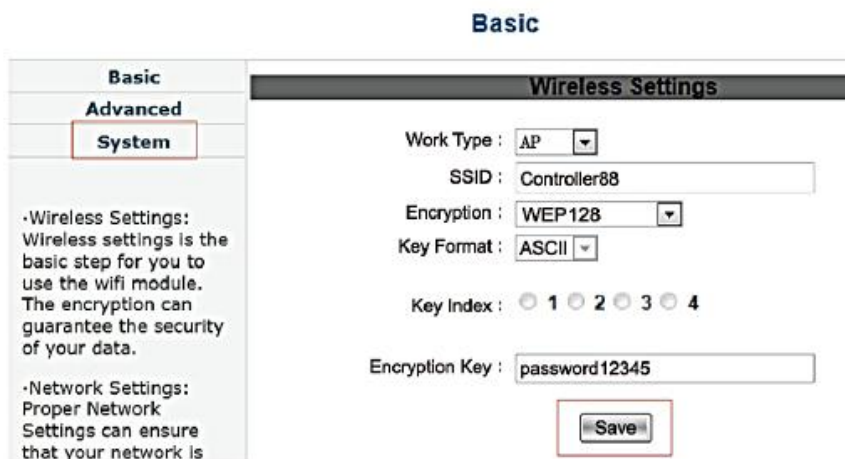 Basic
Basic
Advanced
System
·Wireless Settings:
Wireless settings is the
basic step for you to
use the wifi module.
The encryption can
guarantee the security
of your data.
·Network Settings:
Proper Network
Settings can ensure
that your network is
Wireless Settings
Work Type : AP
SSID : Controller88
Encryption : WEP128
Key Format : ASCII
Key Index : 1 2 3 4
Encryption Key : password12345
Save